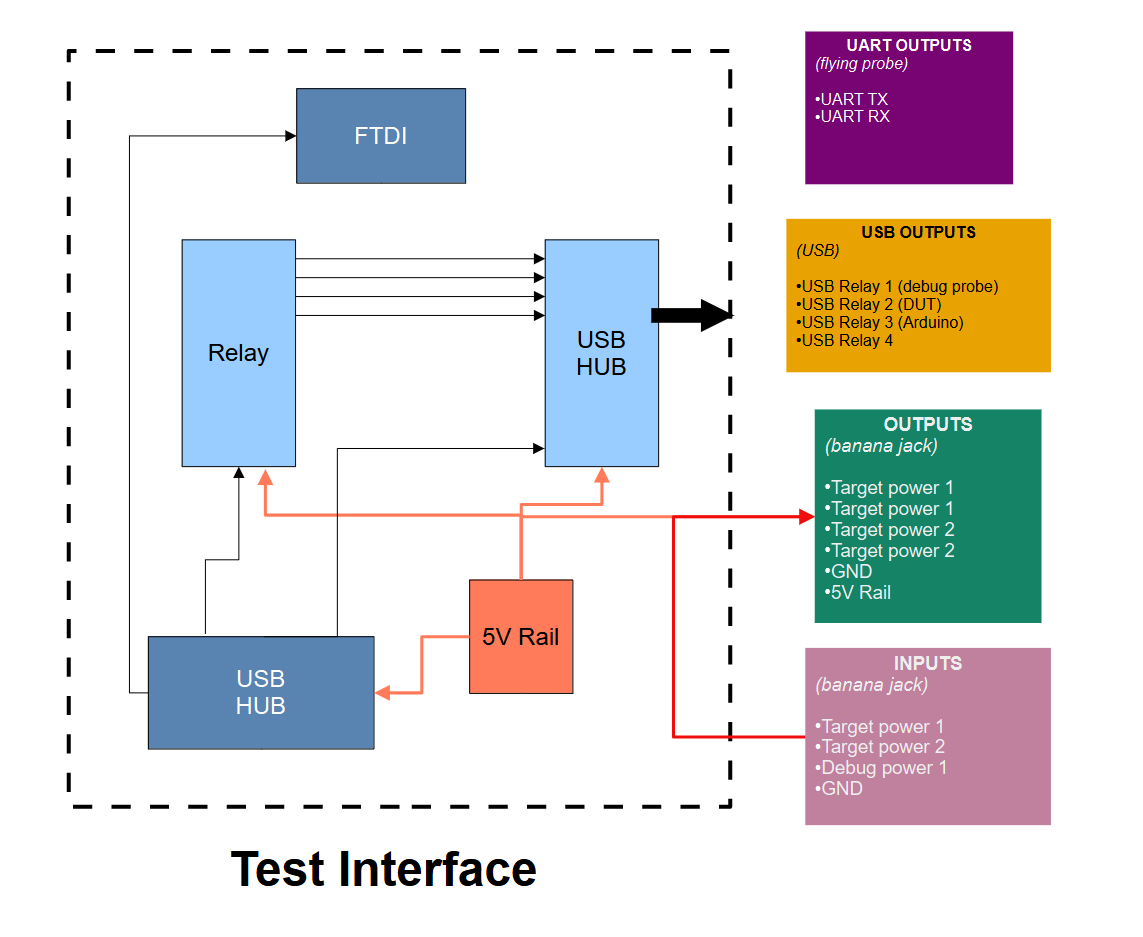 FTDI
Relay
USB
HUB
5V Rail
USB
HUB
Test Interface
UART OUTPUTS
(flying probe)
•UART TX
•UART RX
USB OUTPUTS
(USB)
•USB Relay 1 (debug probe)
•USB Relay 2 (DUT)
•USB Relay 3 (Arduino)
•USB Relay 4
OUTPUTS
(banana jack)
•Target power 1
•Target power 1
•Target power 2
•Target power 2
•GND
•5V Rail
INPUTS
(banana jack)
•Target power 1
•Target power 2
•Debug power 1
•GND